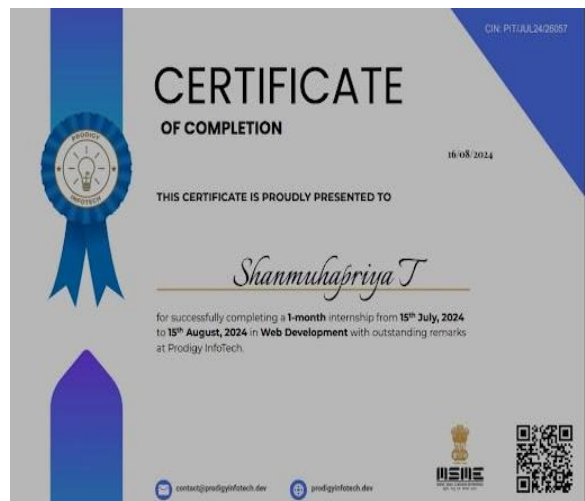 CIN: PIT/JUL24/26057
CERTIFICATE
OF COMPLETION
16/08/2024
PRODIGY
INFOTECH
THIS CERTIFICATE IS PROUDLY PRESENTED TO
Shanmuhapriya T
for successfully completing a 1-month internship from 15th July, 2024
to 15th August, 2024 in Web Development with outstanding remarks
at Prodigy InfoTech.
MSME
contact@prodigyinfotech.dev
prodigyinfotech.dev